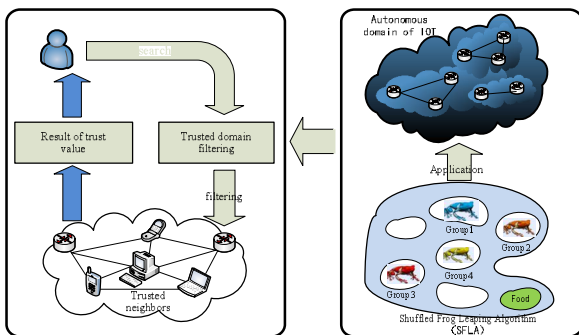 search
Result of trust
value
Trusted domain
filtering
filtering
Trusted
neighbors
Autonomous
domain of IOT
Application
Group1
Group2
Group4
Group3
Food
Shuffled Frog Leaping Algorithm
(SFLA)